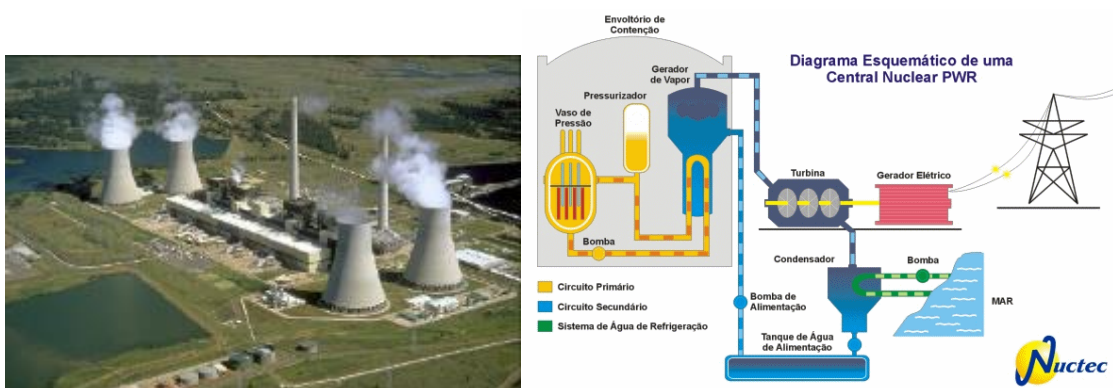 Envoltório de
Contenção
Diagrama Esquemático de uma
Central Nuclear PWR
Gerador
de Vapor
Pressurizador
Vaso de
Pressão
Turbina
Gerador Elétrico
Bomba
Condensador
Bomba
Circuito Primário
Circuito Secundário
Sistema de Água de Refrigeração
Bomba de
Alimentação
MAR
Tanque de Água
de Alimentação
Nuctec